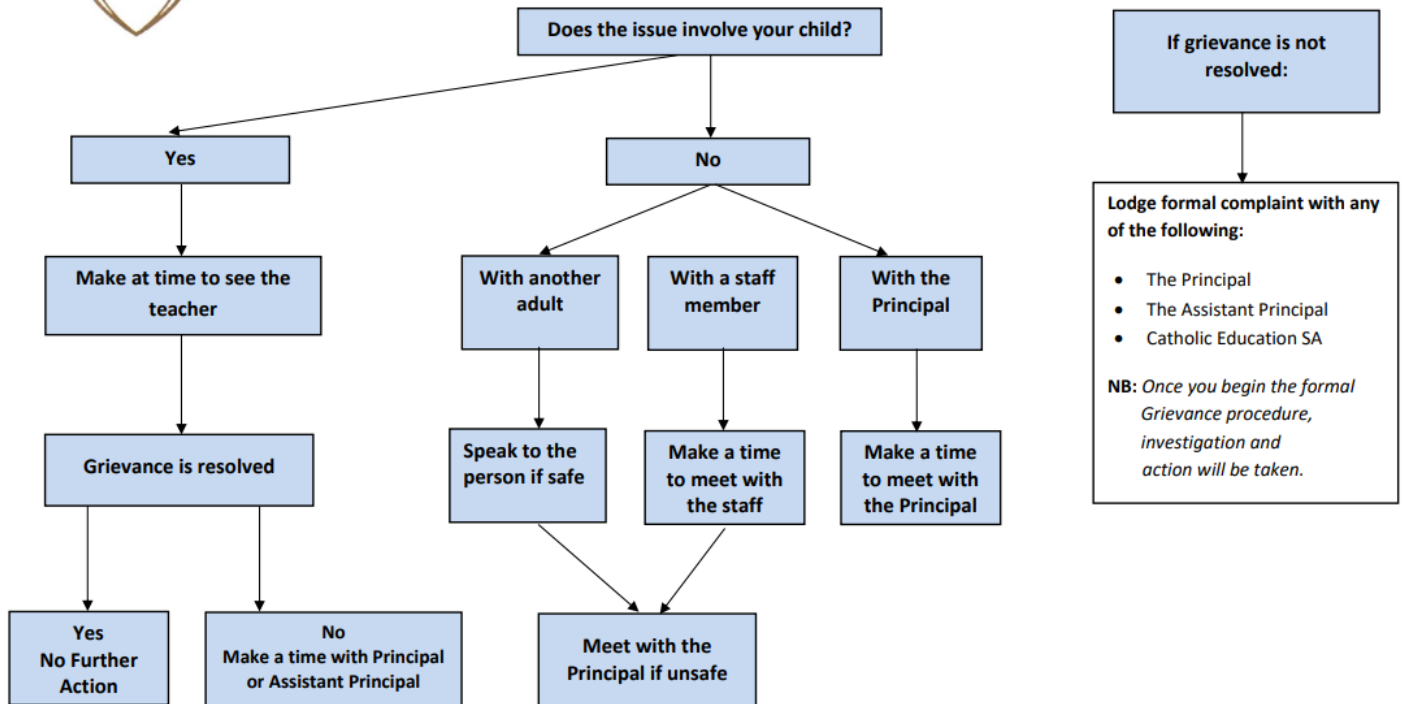 Does the issue involve your child?
If grievance is not
resolved:
Yes
No
Make at time to see the
teacher
With another
adult
With a staff
member
With the
Principal
Lodge formal complaint with any
of the following:
• The Principal
• The Assistant Principal
• Catholic Education SA
NB: Once you begin the formal
Grievance procedure,
investigation and
action will be taken.
Grievance is resolved
Speak to the
person if safe
Make a time
to meet with
the staff
Make a time
to meet with
the Principal
Yes
No Further
Action
No
Make a time with Principal
or Assistant Principal
Meet with the
Principal if unsafe